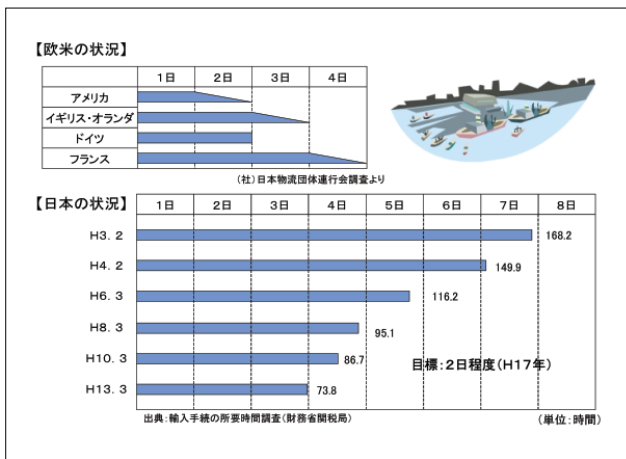 【欧米の状況】
1日 2日 3日 4日
アメリカ
イギリス・オランダ
ドイツ
フランス
(社)日本物流団体連行会調査より
【日本の状況】
1日 2日 3日 4日 5日 6日 7日 8日
H3.2 168.2
H4.2 149.9
H6.3 116.2
H8.3 95.1
H10.3 86.7
目標:2日程度(H17年)
H13.3 73.8
出典:輸入手続の所要時間調査(財務省関税局)
(単位:時間)